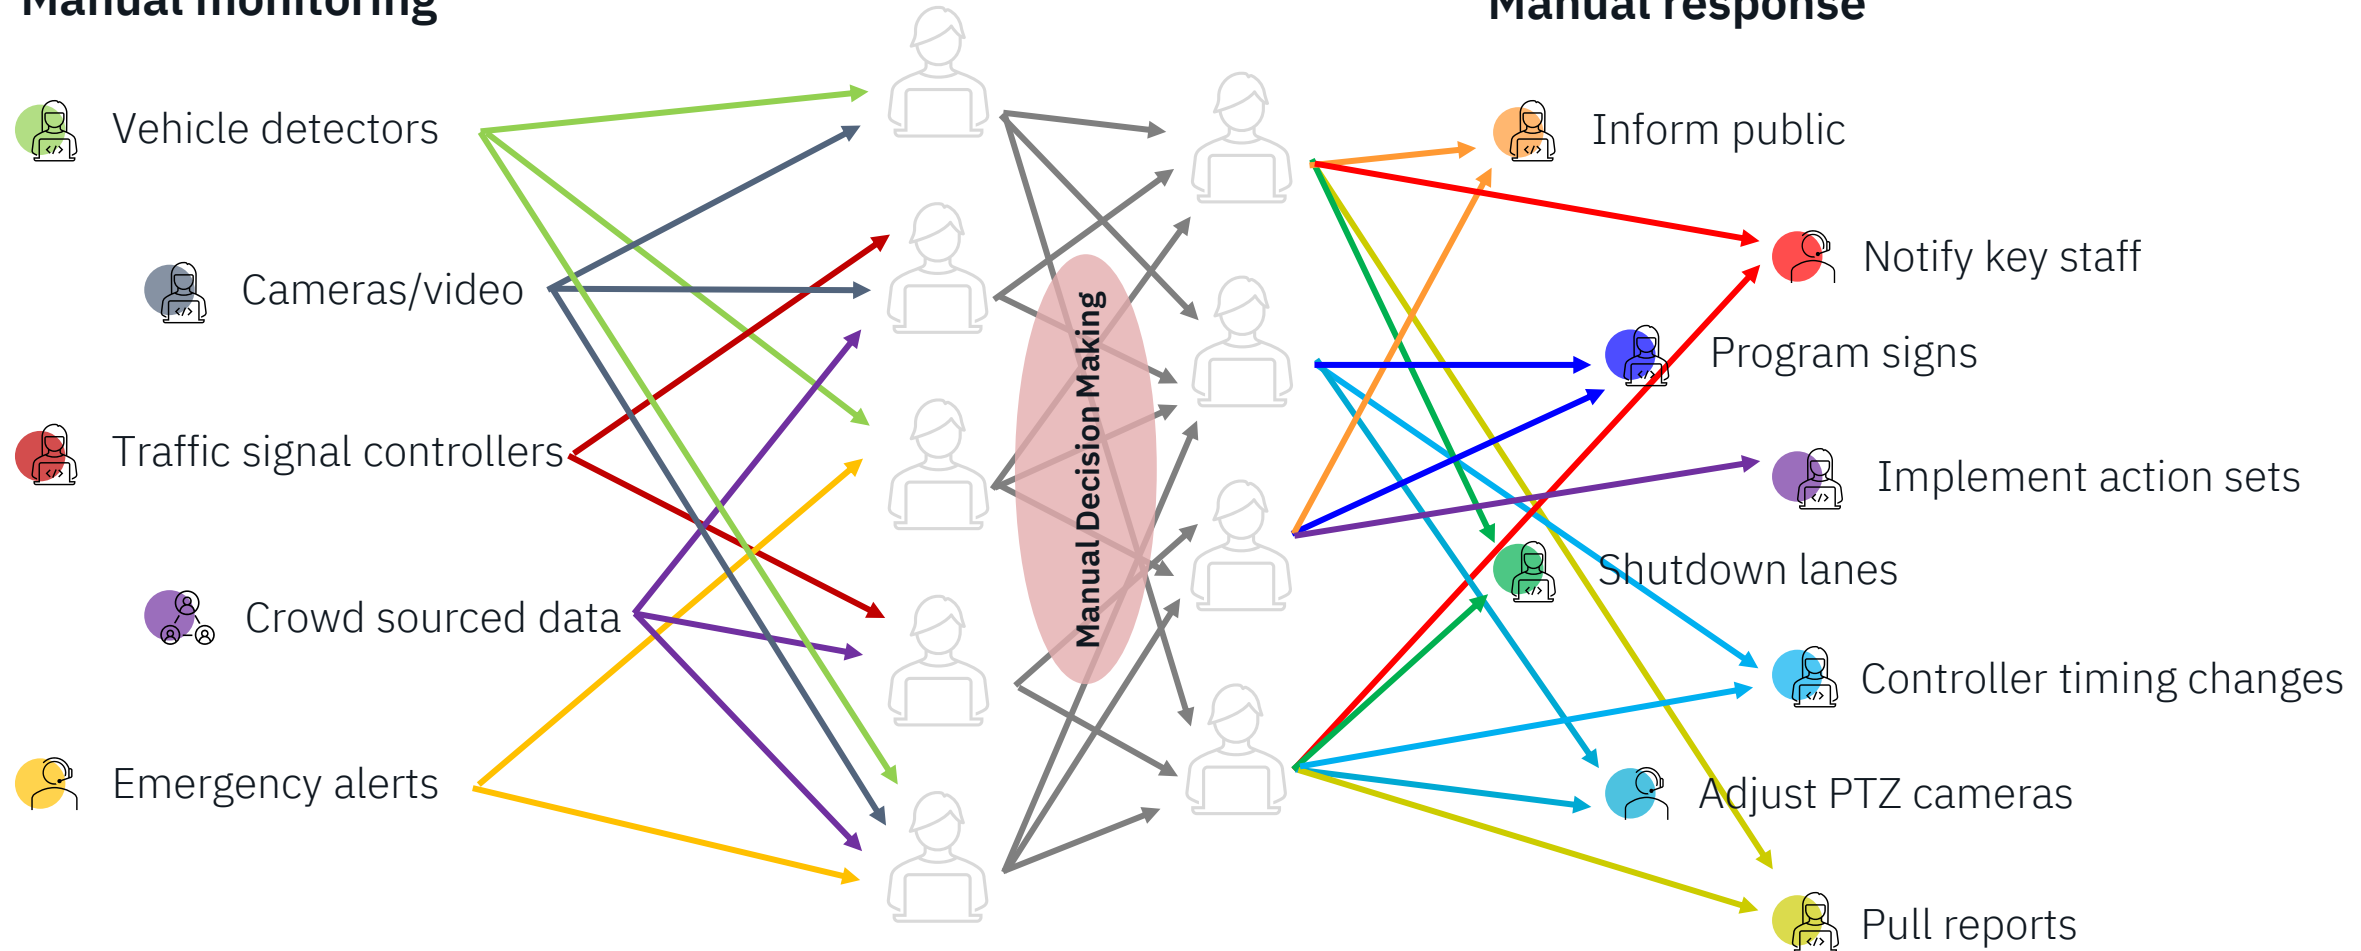 Manual monitoring
Manual response
Vehicle detectors
Cameras/video
Traffic signal controllers
Crowd sourced data
Emergency alerts
Manual Decision Making
Inform public
Notify key staff
Program signs
Implement action sets
Shutdown lanes
Controller timing changes
Adjust PTZ cameras
Pull reports